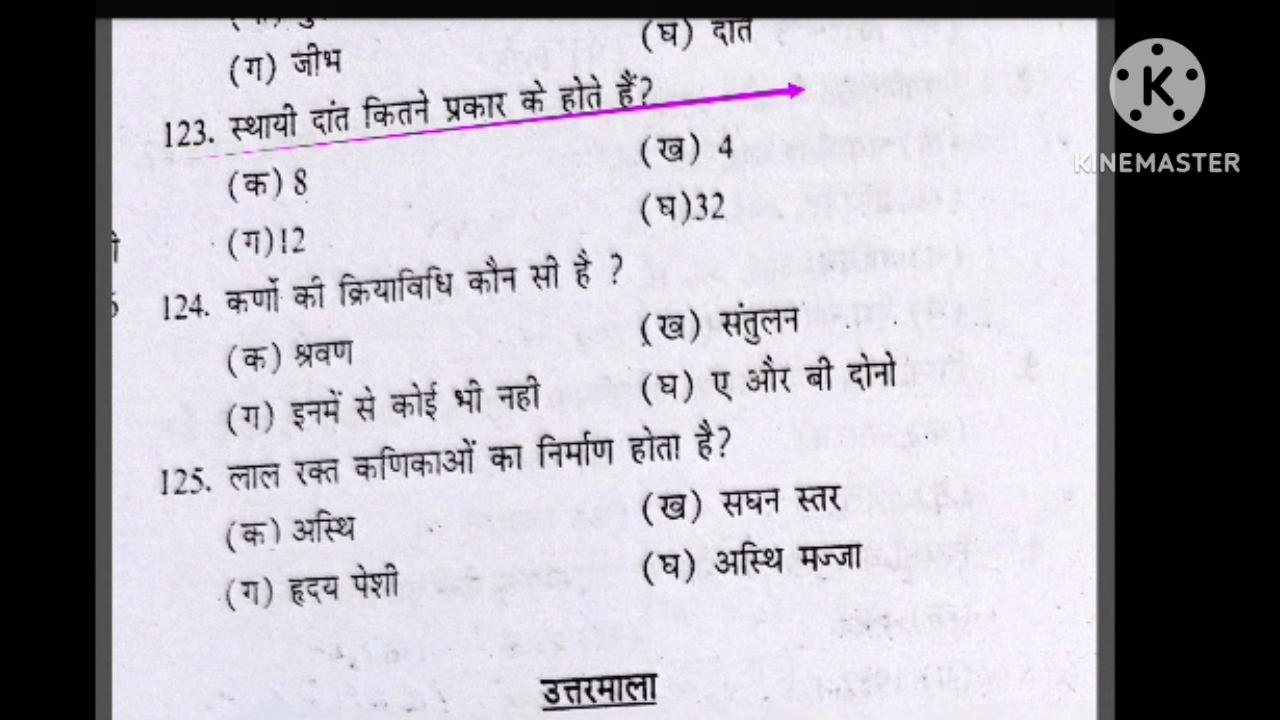 (घ) दांत
(ग) जीभ
123. स्थायी दांत कितने प्रकार के होते हैं?
(क) 8
(ख) 4
(ग)12
(घ)32
124. कर्णो की क्रियाविधि कौन सी है ?
(क) श्रवण
(ख) संतुलन
(ग) इनमें से कोई भी नही
(घ) ए और बी दोनो
125. लाल रक्त कणिकाओं का निर्माण होता है?
(क) अस्थि
(ख) सघन स्तर
(ग) हृदय पेशी
(घ) अस्थि मज्जा
उत्तरमाला
K
KINEMASTER